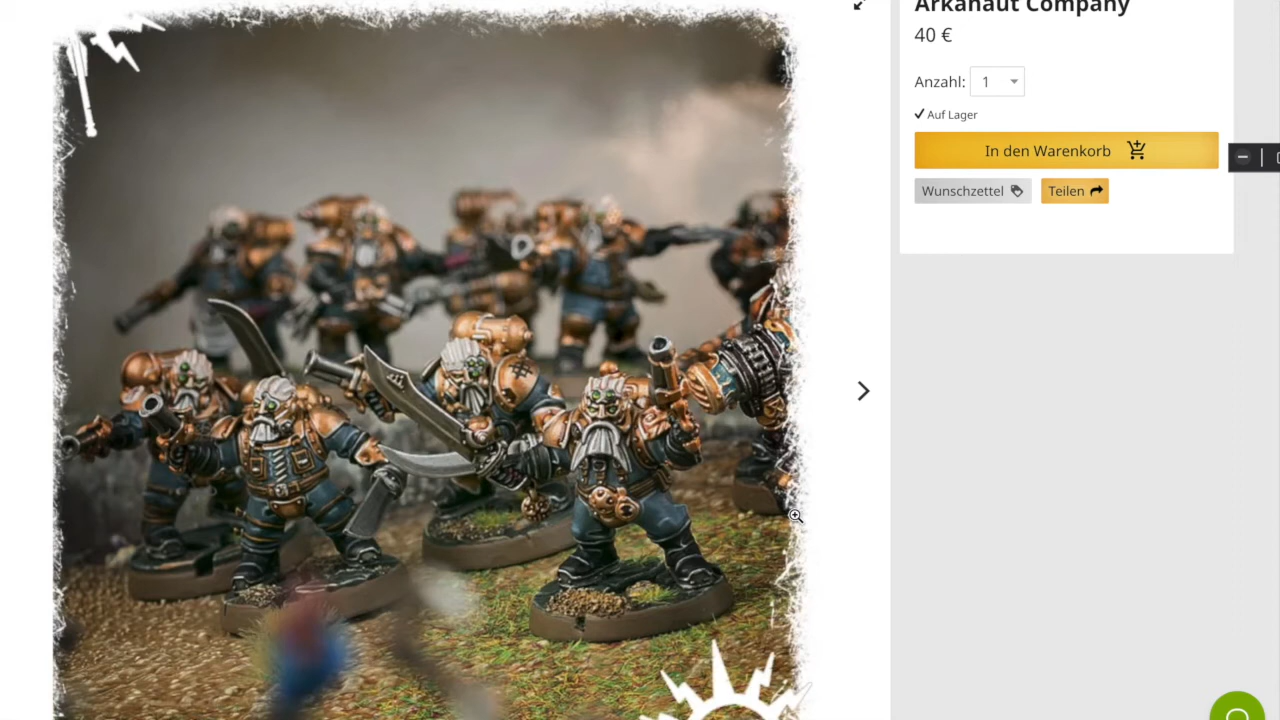 Arkanaut Company
40 €
Anzahl: 1
Auf Lager
In den Warenkorb
Wunschzettel
Teilen